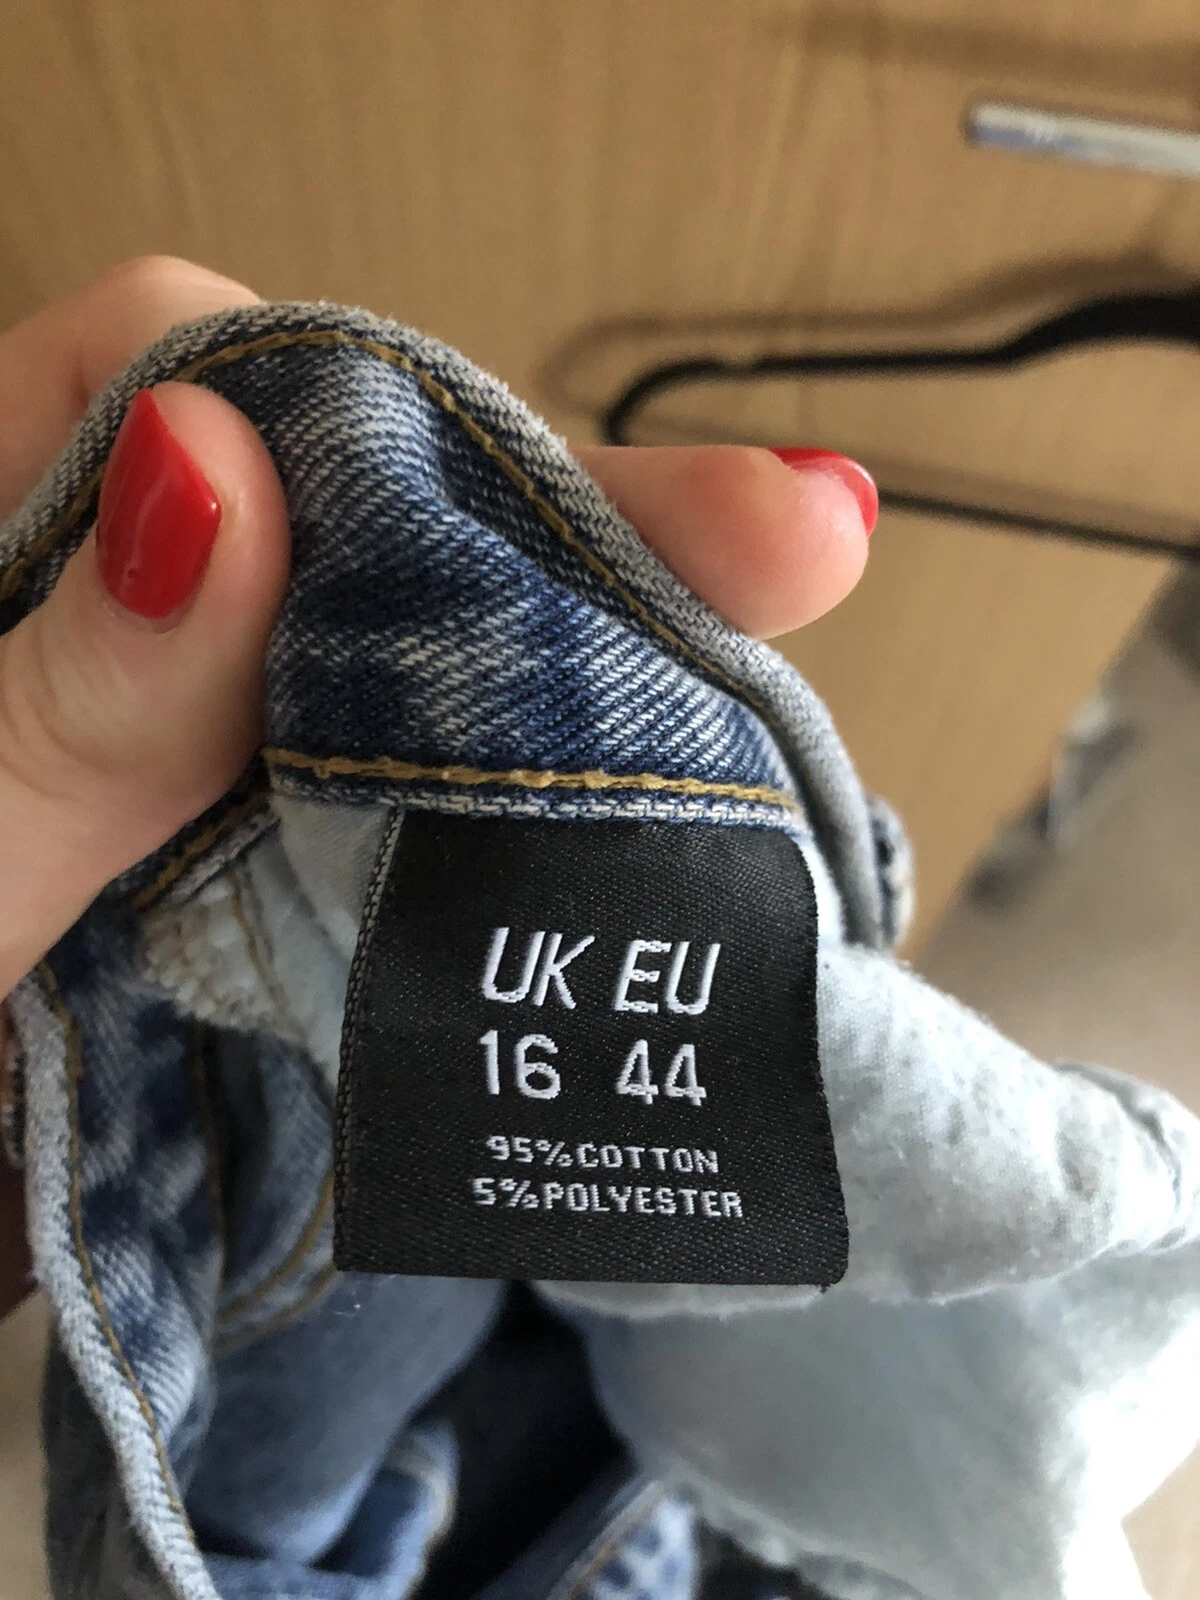 UK EU
16 44
95%COTTON
5%POLYESTER